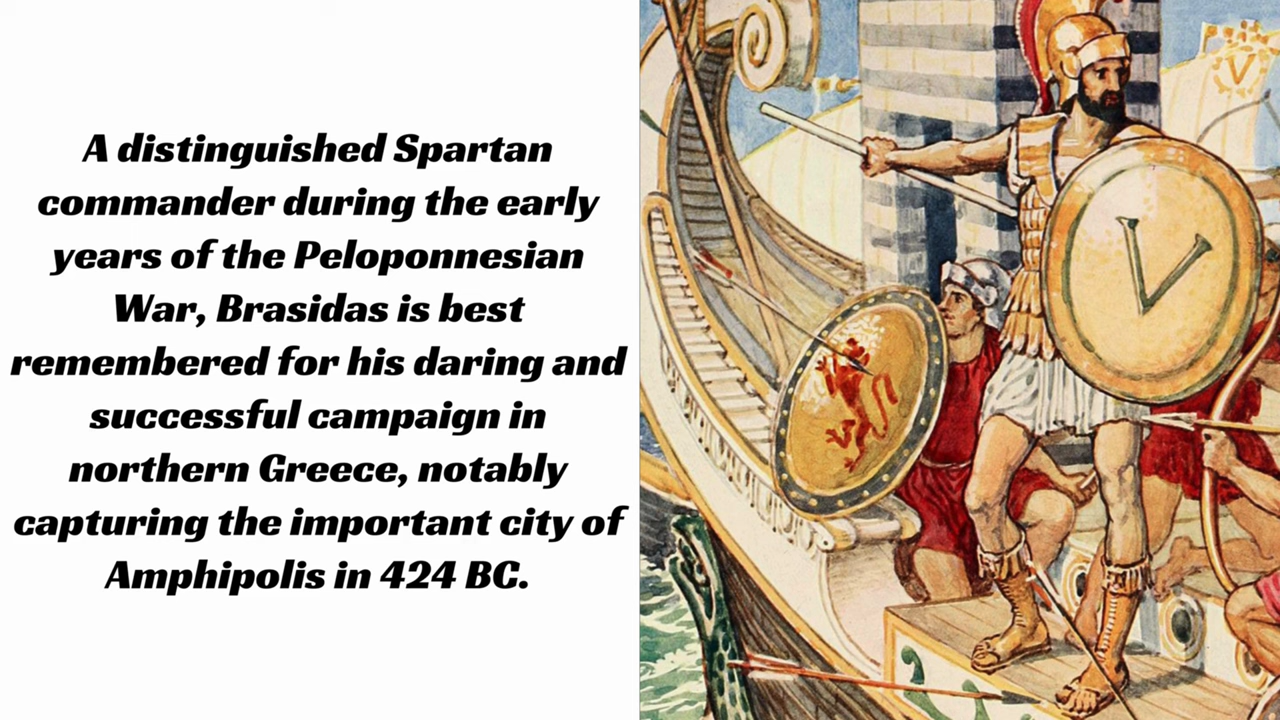 A distinguished Spartan
commander during the early
years of the Peloponnesian
War, Brasidas is best
remembered for his daring and
successful campaign in
northern Greece, notably
capturing the important city of
Amphipolis in 424 BC.
V
V